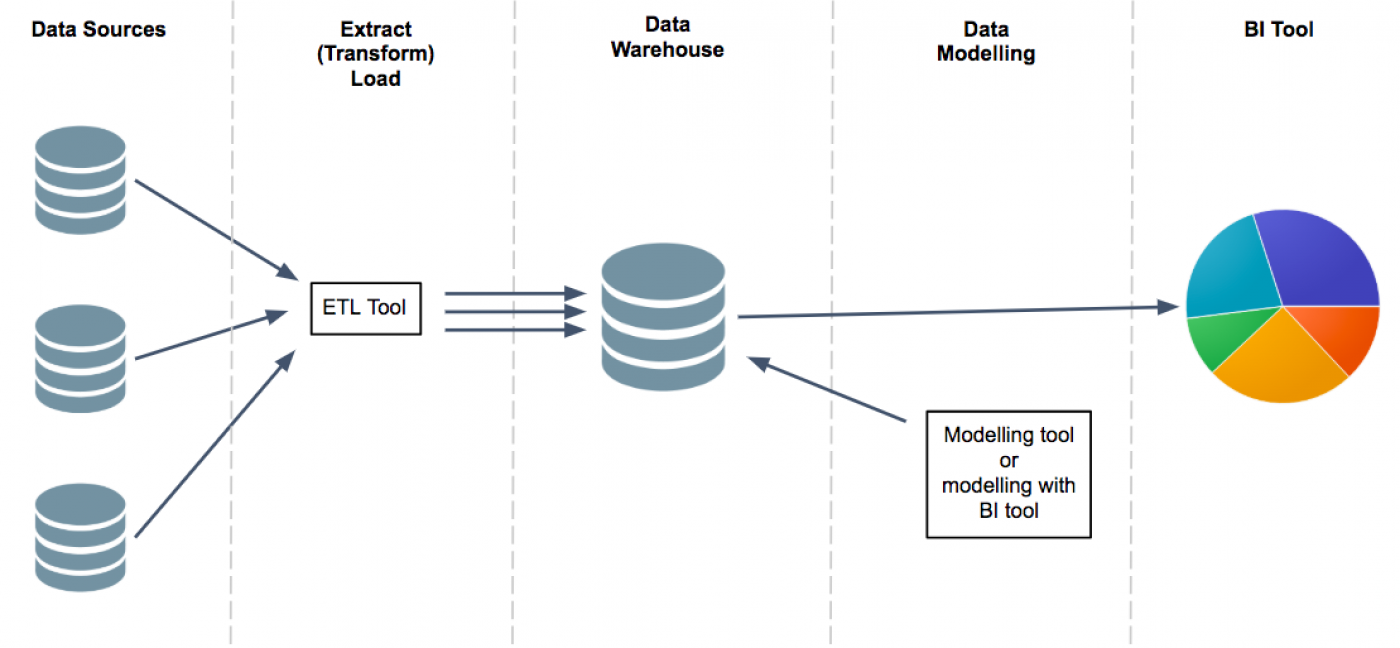 Data Sources
Extract
(Transform)
Load
Data
Warehouse
Data
Modelling
BI Tool
ETL Tool
Modelling tool
or
modelling with
BI tool